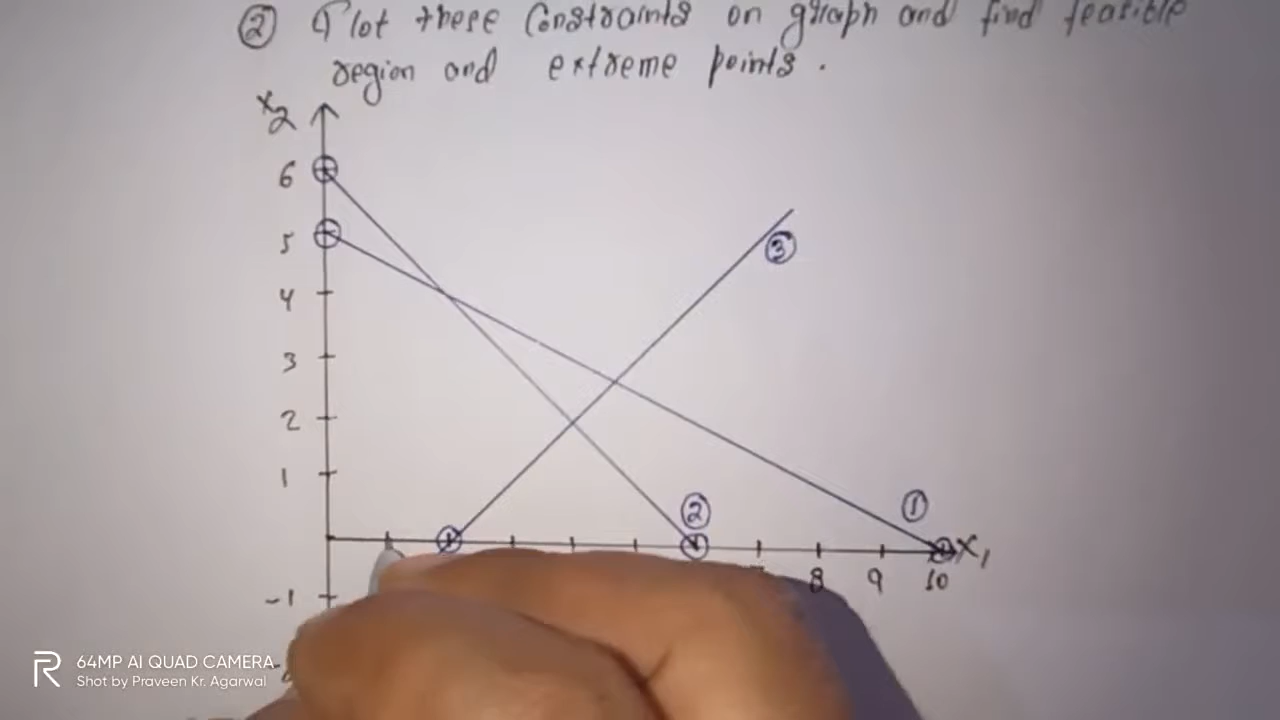 ② Plot these Constraints on graph and find feasible
region and extreme points.
x2
6
5
4
3
2
1
③
②
①
x1
8 9 10
-1
R 64MP AI QUAD CAMERA
Shot by Praveen Kr. Agarwal